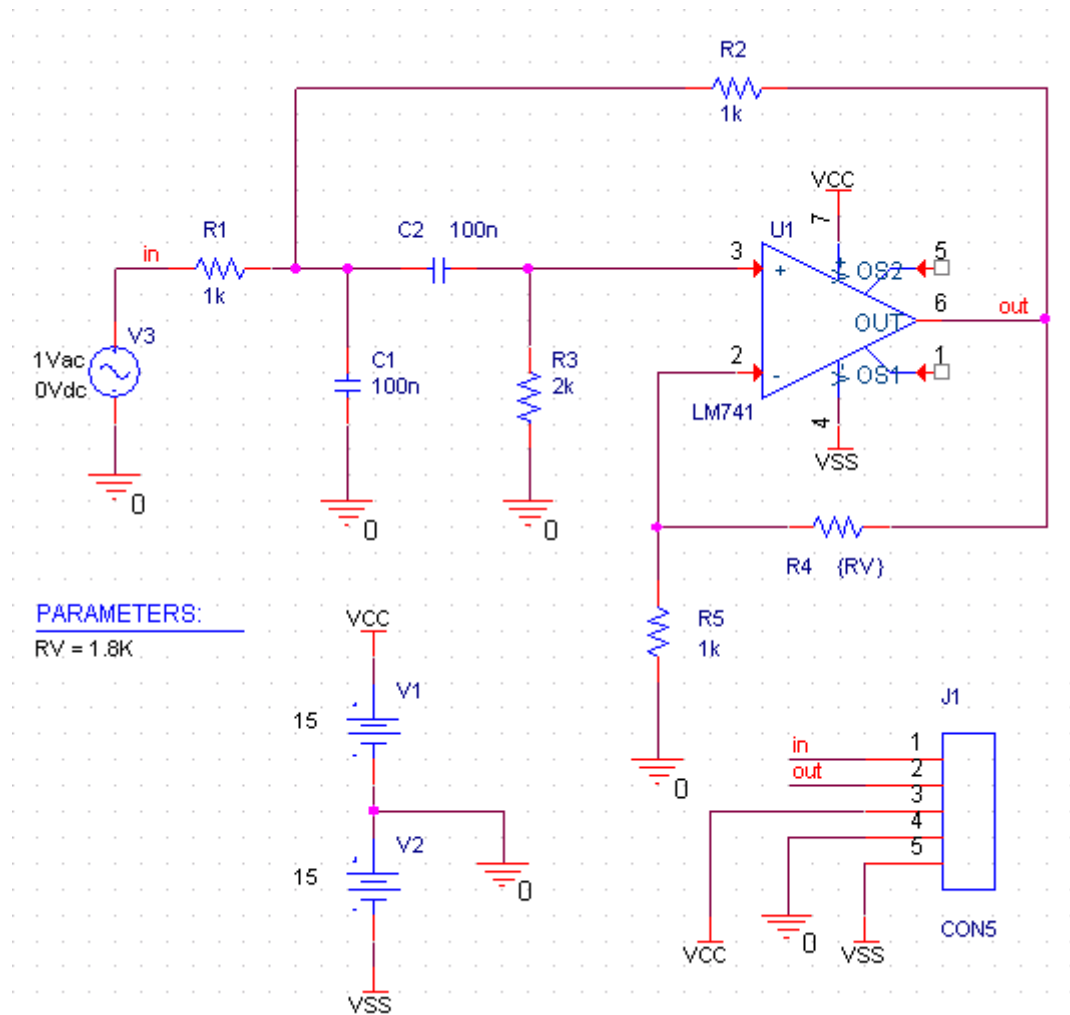 R2
1k
VCC
7
U1
R1
C2 100n
in
1k
3
+
OS2
5
6
out
OUT
V3
1Vac
0Vdc
C1
100n
R3
2k
2
-
OS1
1
LM741
4
VSS
0
0
0
R4 {RV}
PARAMETERS:
RV = 1.8K
VCC
R5
1k
V1
15
J1
in
1
out
2
3
4
5
0
V2
15
0
CON5
VCC
0
VSS
VSS